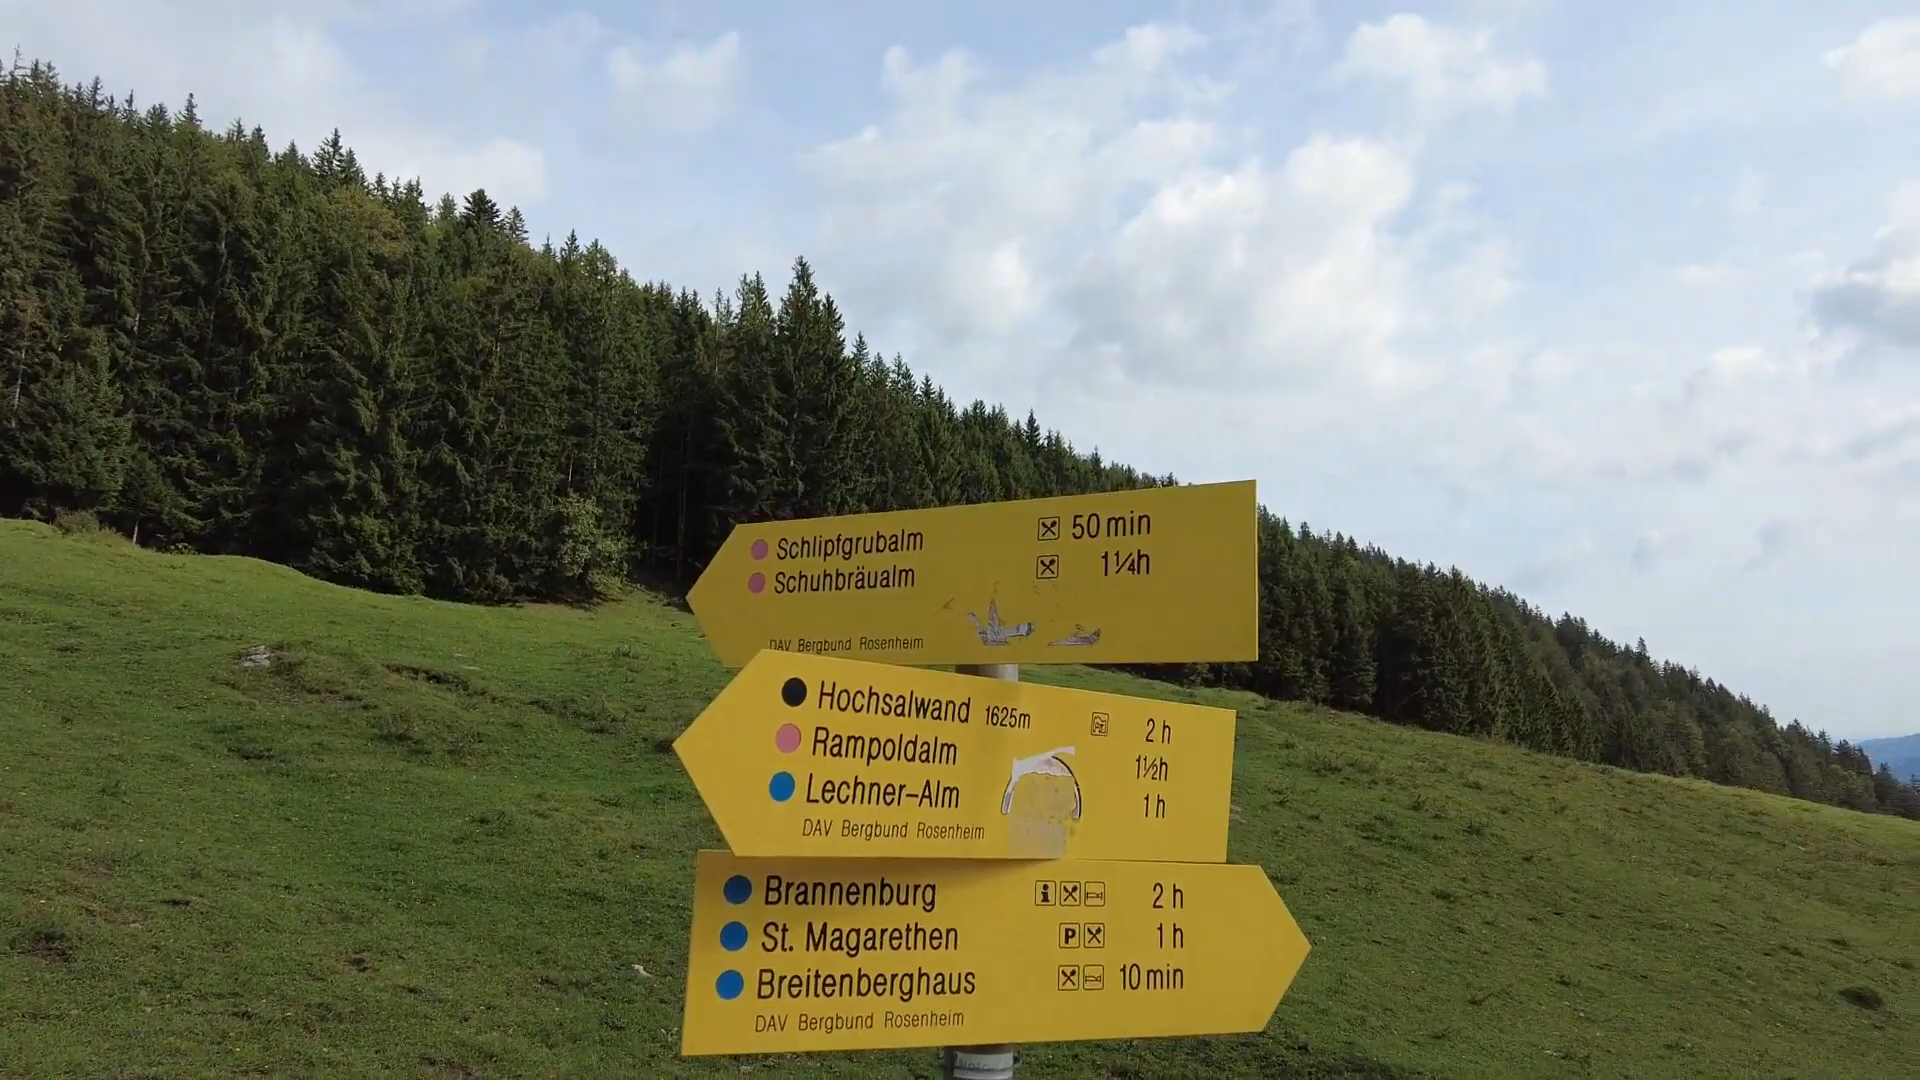 Schlipfgrubalm 50 min
Schuhbräualm 1¼h
DAV Bergbund Rosenheim
Hochsalwand 1625m 2 h
Rampoldalm 1½h
Lechner-Alm 1 h
DAV Bergbund Rosenheim
Brannenburg i 2 h
St. Magarethen P 1 h
Breitenberghaus 10 min
DAV Bergbund Rosenheim